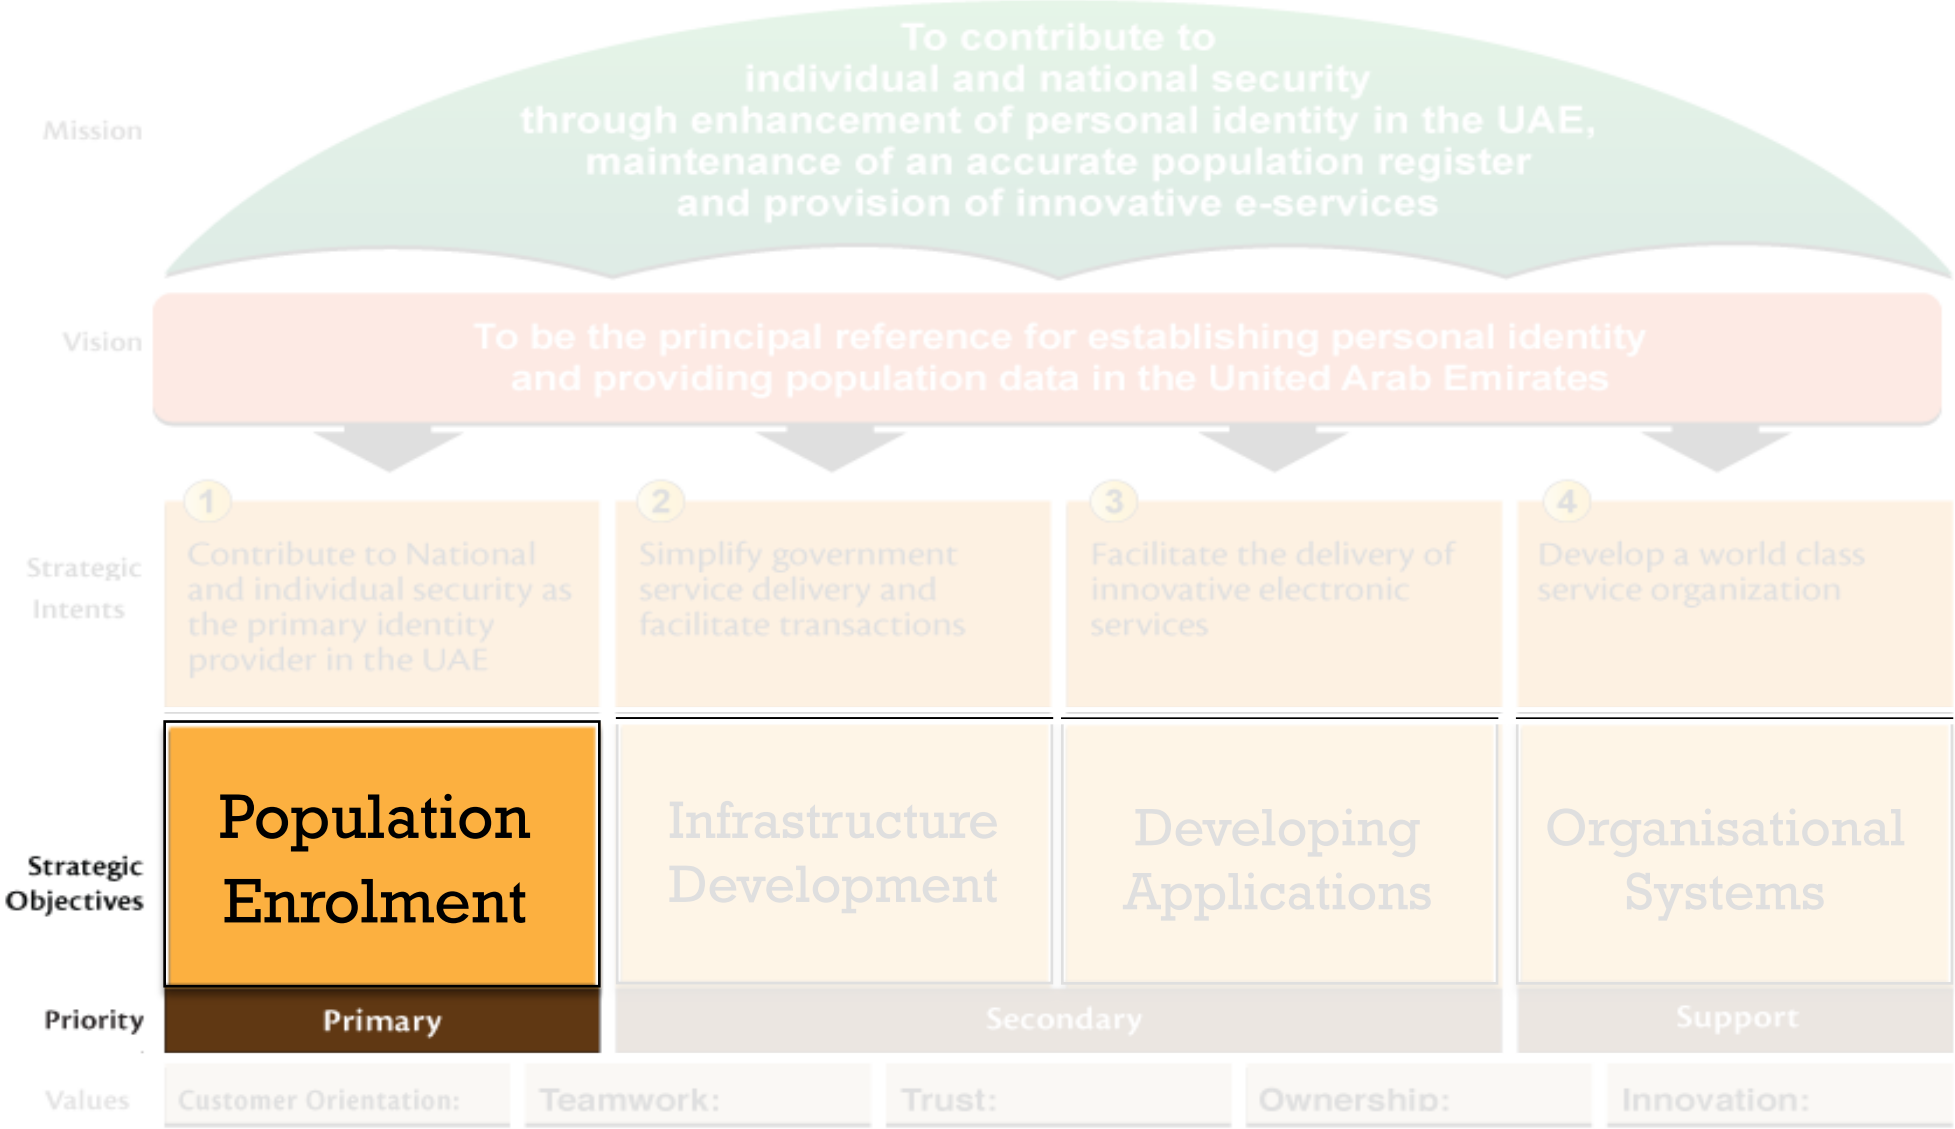 To contribute to
individual and national security
through enhancement of personal identity in the UAE,
maintenance of an accurate population register
and provision of innovative e-services
Mission
Vision
To be the principal reference for establishing personal identity
and providing population data in the United Arab Emirates
Strategic
Intents
1
Contribute to National
and individual security as
the primary identity
provider in the UAE
2
Simplify government
service delivery and
facilitate transactions
3
Facilitate the delivery of
innovative electronic
services
4
Develop a world class
service organization
Strategic
Objectives
Population
Enrolment
Infrastructure
Development
Developing
Applications
Organisational
Systems
Priority
Primary
Secondary
Support
Values
Customer Orientation:
Teamwork:
Trust:
Ownership:
Innovation: